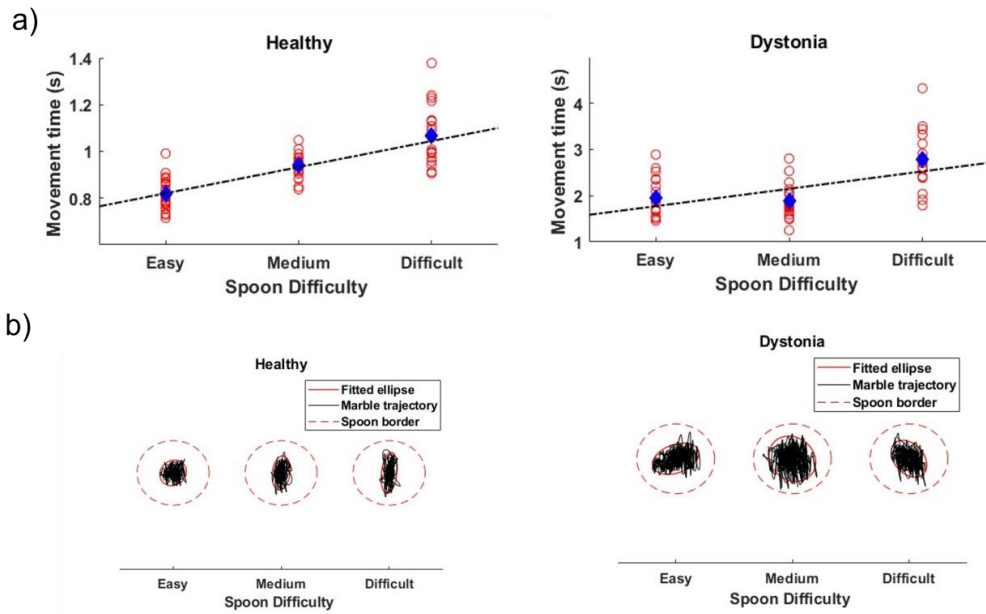 a)
Healthy
Movement time (s)
1.4
1.2
1
0.8
Easy Medium Difficult
Spoon Difficulty
Dystonia
Movement time (s)
4
3
2
1
Easy Medium Difficult
Spoon Difficulty
b)
Healthy
Fitted ellipse
Marble trajectory
Spoon border
Easy Medium Difficult
Spoon Difficulty
Dystonia
Fitted ellipse
Marble trajectory
Spoon border
Easy Medium Difficult
Spoon Difficulty